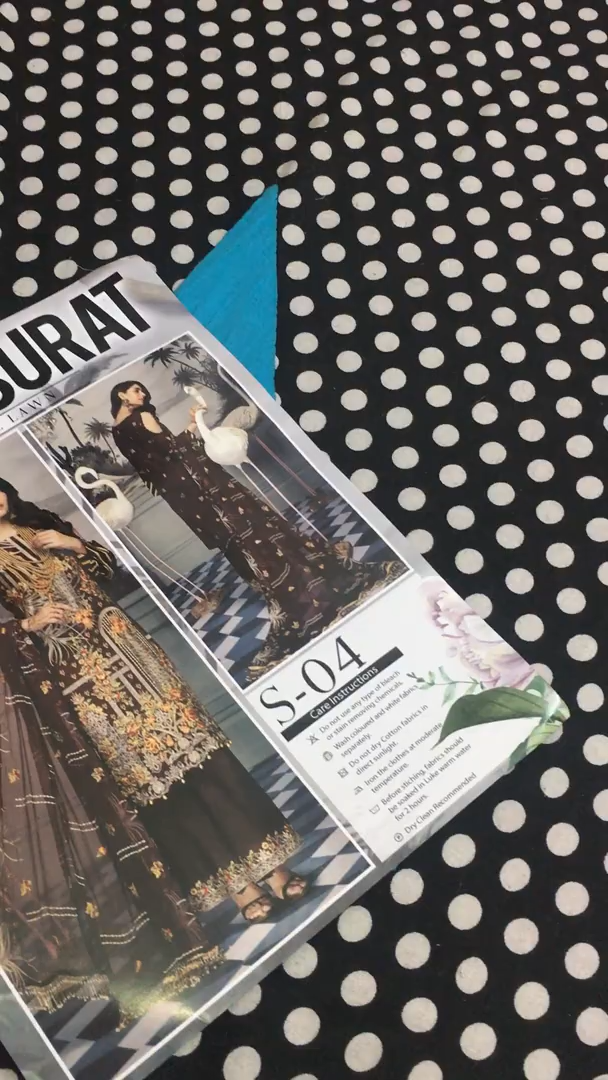 SURAT
LAWN
S-04
Care Instructions
Do not use any type of bleach
or stain removing chemicals.
Wash coloured and white fabrics
separately.
Do not dry Cotton fabrics in
direct sunlight.
Iron the clothes at moderate
temperature.
Before stiching, fabrics should
be soaked in Luke warm water
for 2 hours.
Dry Clean Recommended